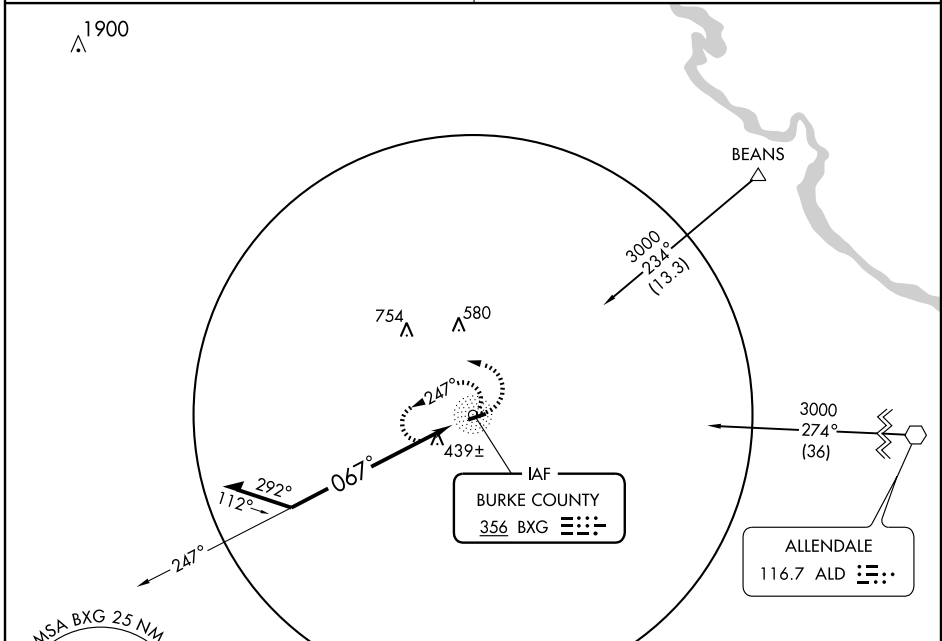 1900
BEANS
3000
234°
(13.3)
754
580
247°
3000
274°
(36)
439±
067°
IAF
BURKE COUNTY
356 BXG
292°
112°
247°
ALLENDALE
116.7 ALD
MSA BXG 25 NM